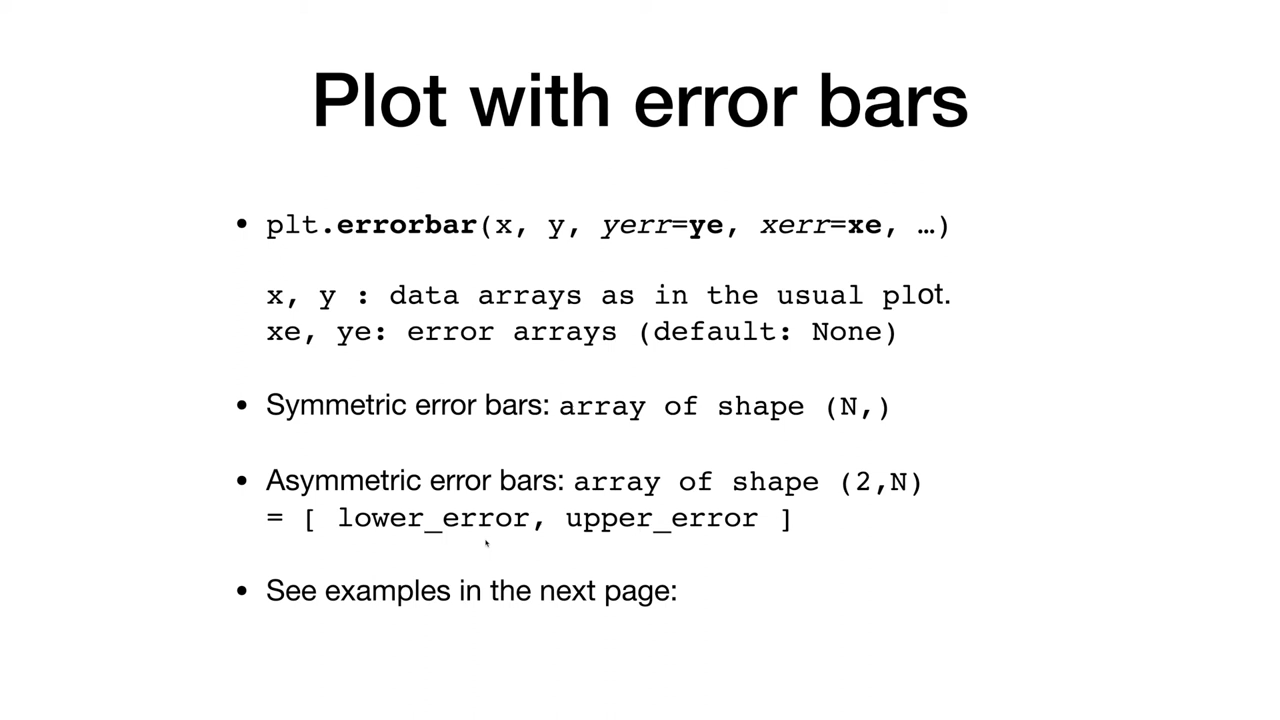 Plot with error bars
• plt.errorbar(x, y, yerr=ye, xerr=xe, …)
x, y : data arrays as in the usual plot.
xe, ye: error arrays (default: None)
• Symmetric error bars: array of shape (N,)
• Asymmetric error bars: array of shape (2,N)
= [ lower_error, upper_error ]
• See examples in the next page: